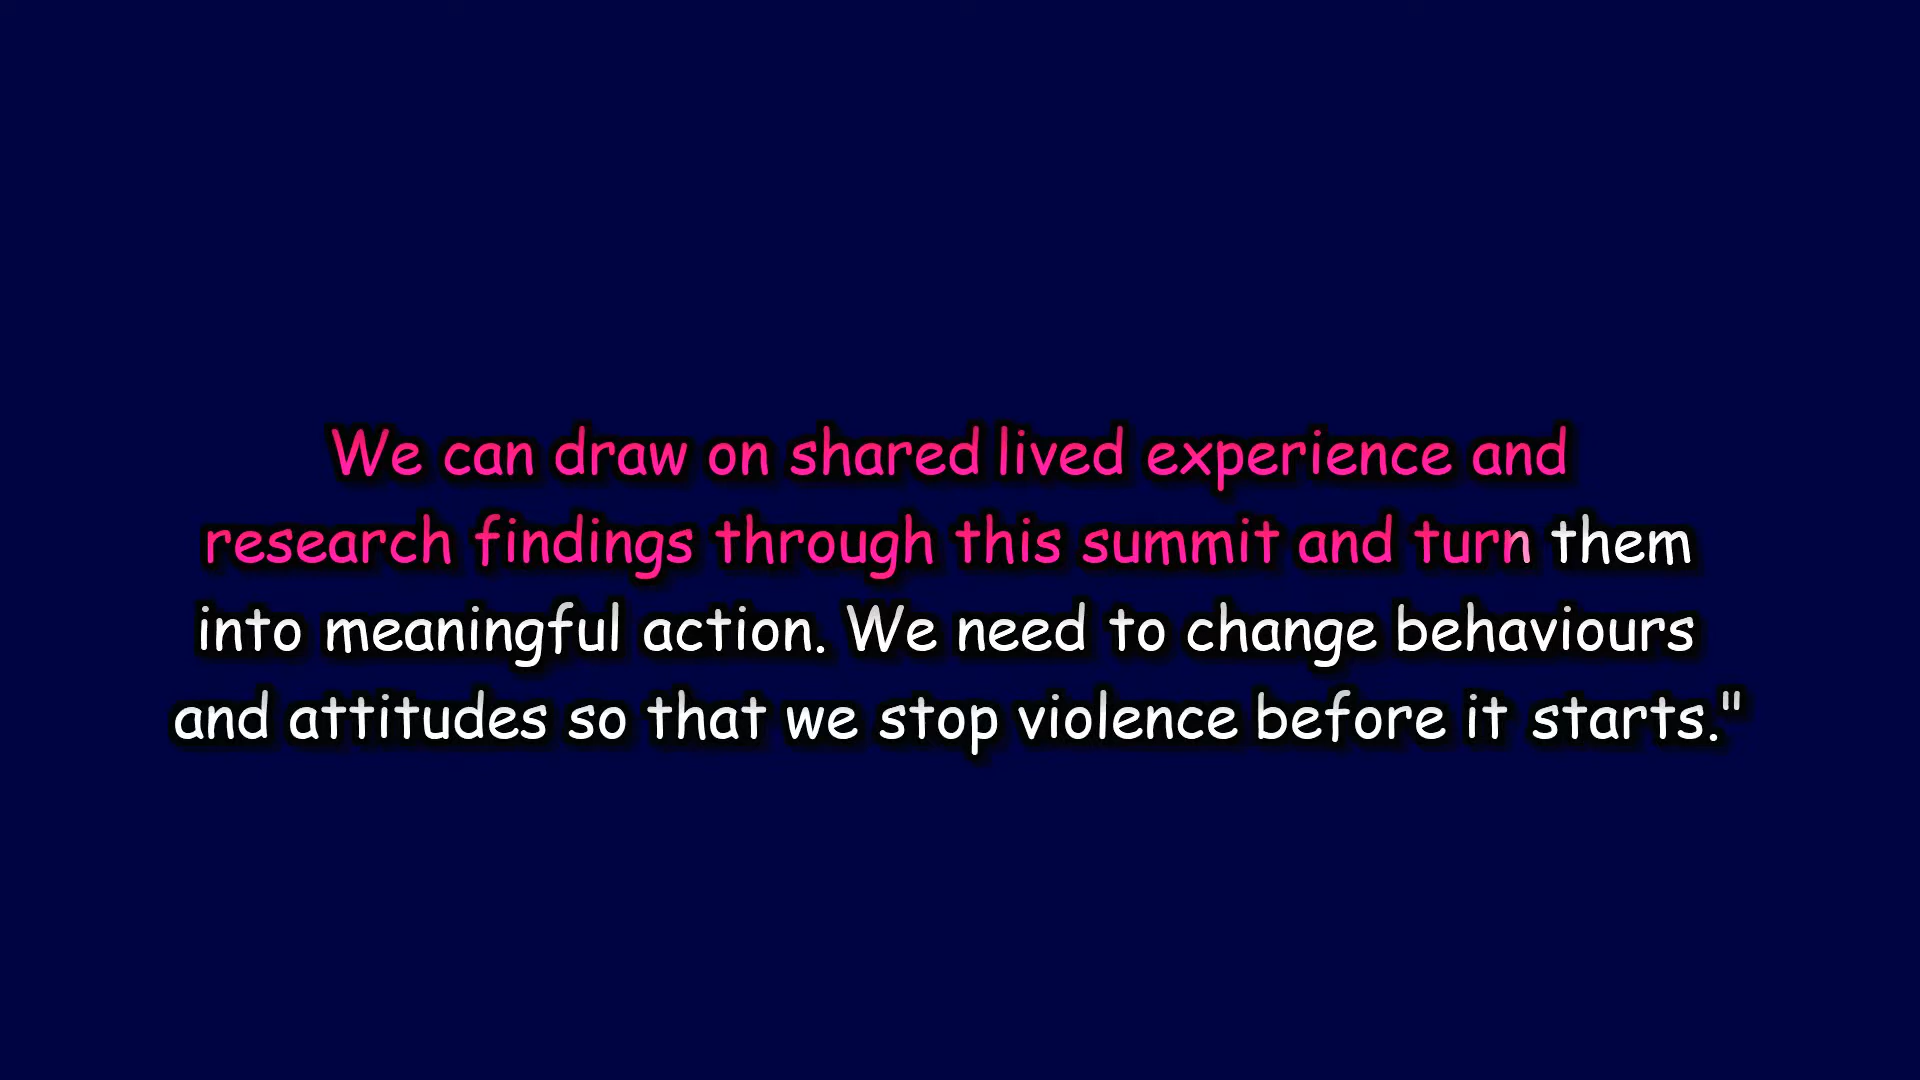 We can draw on shared lived experience and
research findings through this summit and turn them
into meaningful action. We need to change behaviours
and attitudes so that we stop violence before it starts."